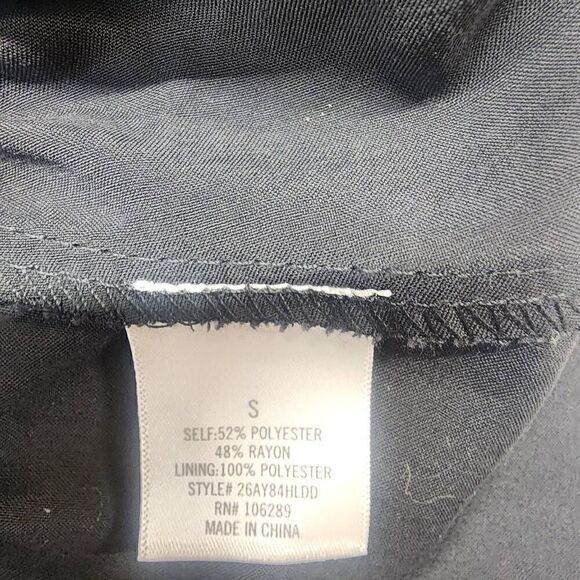 S
SELF:52% POLYESTER
48% RAYON
LINING:100% POLYESTER
STYLE# 26AY84HLDD
RN# 106289
MADE IN CHINA